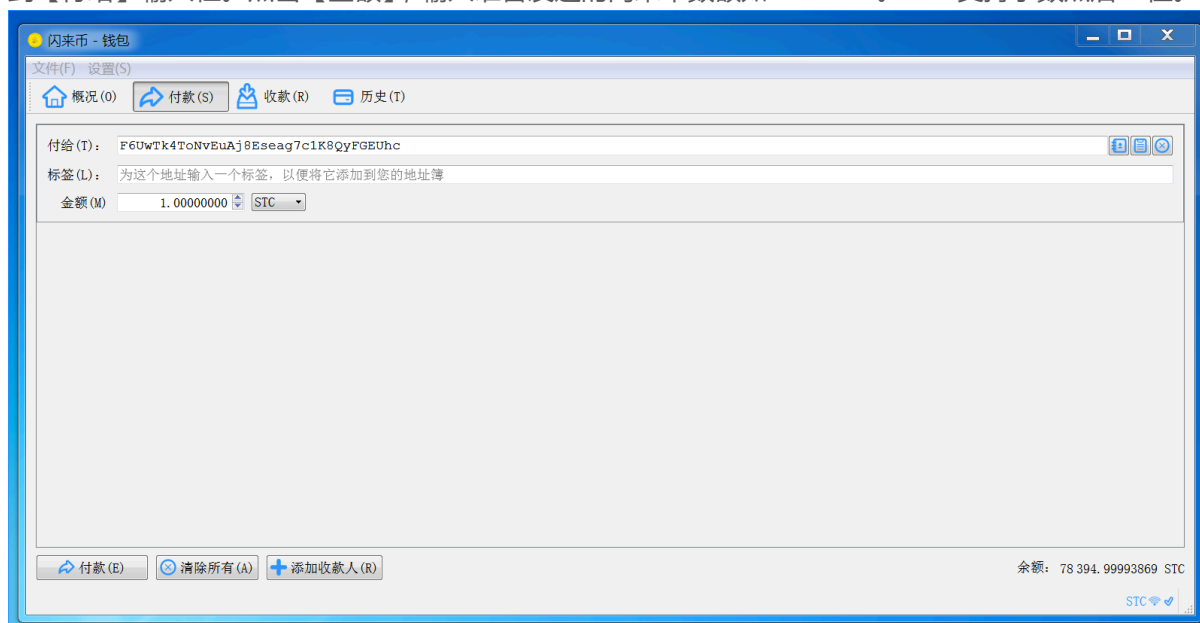 闪来币 - 钱包
文件(F) 设置(S)
概况(O) 付款(S) 收款(R) 历史(T)
付给(T): F6UwTk4ToNvEuAj8Eseag7c1K8QyFGEUhc
标签(L): 为这个地址输入一个标签，以便将它添加到您的地址簿
金额(M) 1.00000000 STC
付款(E) 清除所有(A) 添加收款人(R) 余额: 78 394.99993869 STC
STC